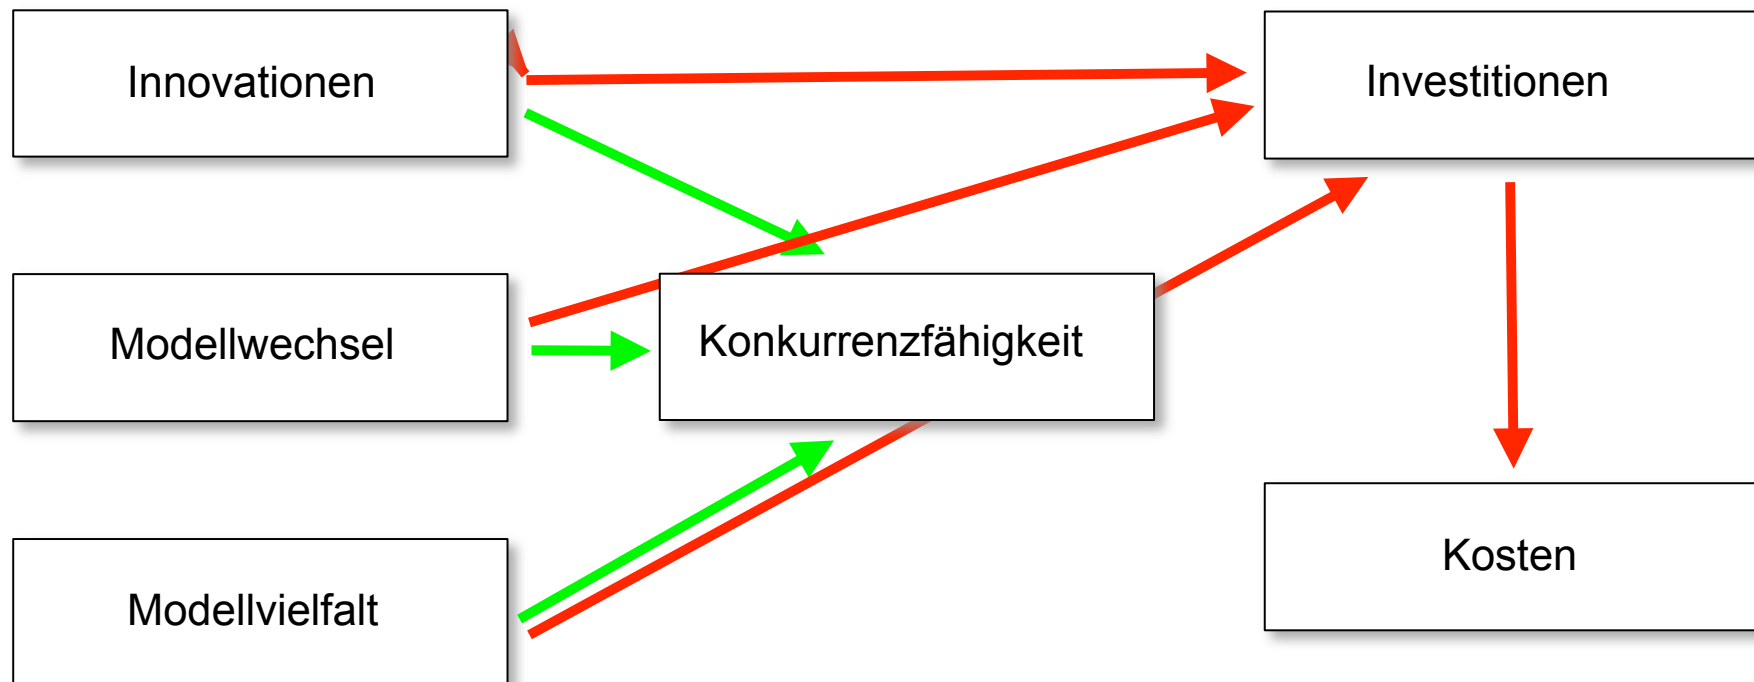 Innovationen
Investitionen
Modellwechsel
Konkurrenzfähigkeit
Kosten
Modellvielfalt